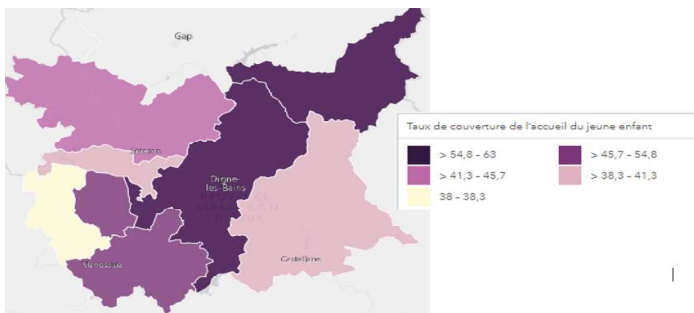 Gap
Taux de couverture de l'accueil du jeune enfant
> 54,8 - 63
> 45,7 - 54,8
> 41,3 - 45,7
> 38,3 - 41,3
38 - 38,3
Sisteron
Digne-
les-Bains
Manosque
Castellane